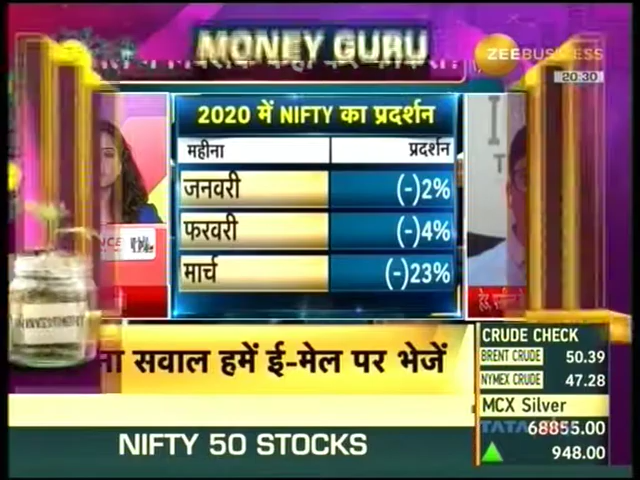 MONEY GURU
ZEE BUSINESS
20:30
2020 में NIFTY का प्रदर्शन
महीना प्रदर्शन
जनवरी (-)2%
फरवरी (-)4%
मार्च (-)23%
सवाल हमें ई-मेल पर भेजें
CRUDE CHECK
BRENT CRUDE 50.39
NYMEX CRUDE 47.28
MCX Silver
68855.00
948.00
NIFTY 50 STOCKS